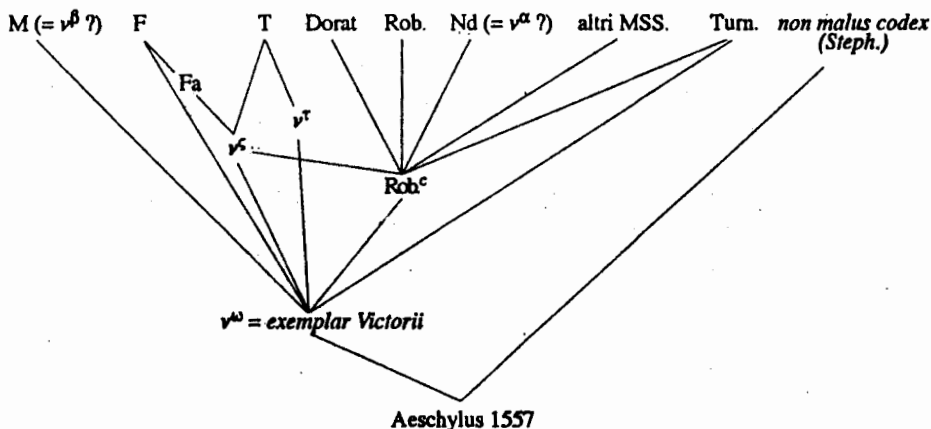 M (= ν^β ?) F T Dorat Rob. Nd (= ν^α ?) altri MSS. Turn. non malus codex
(Steph.)
Fa
ν^τ
ν^ς
Rob.^c
ν^ω = exemplar Victorii
Aeschylus 1557